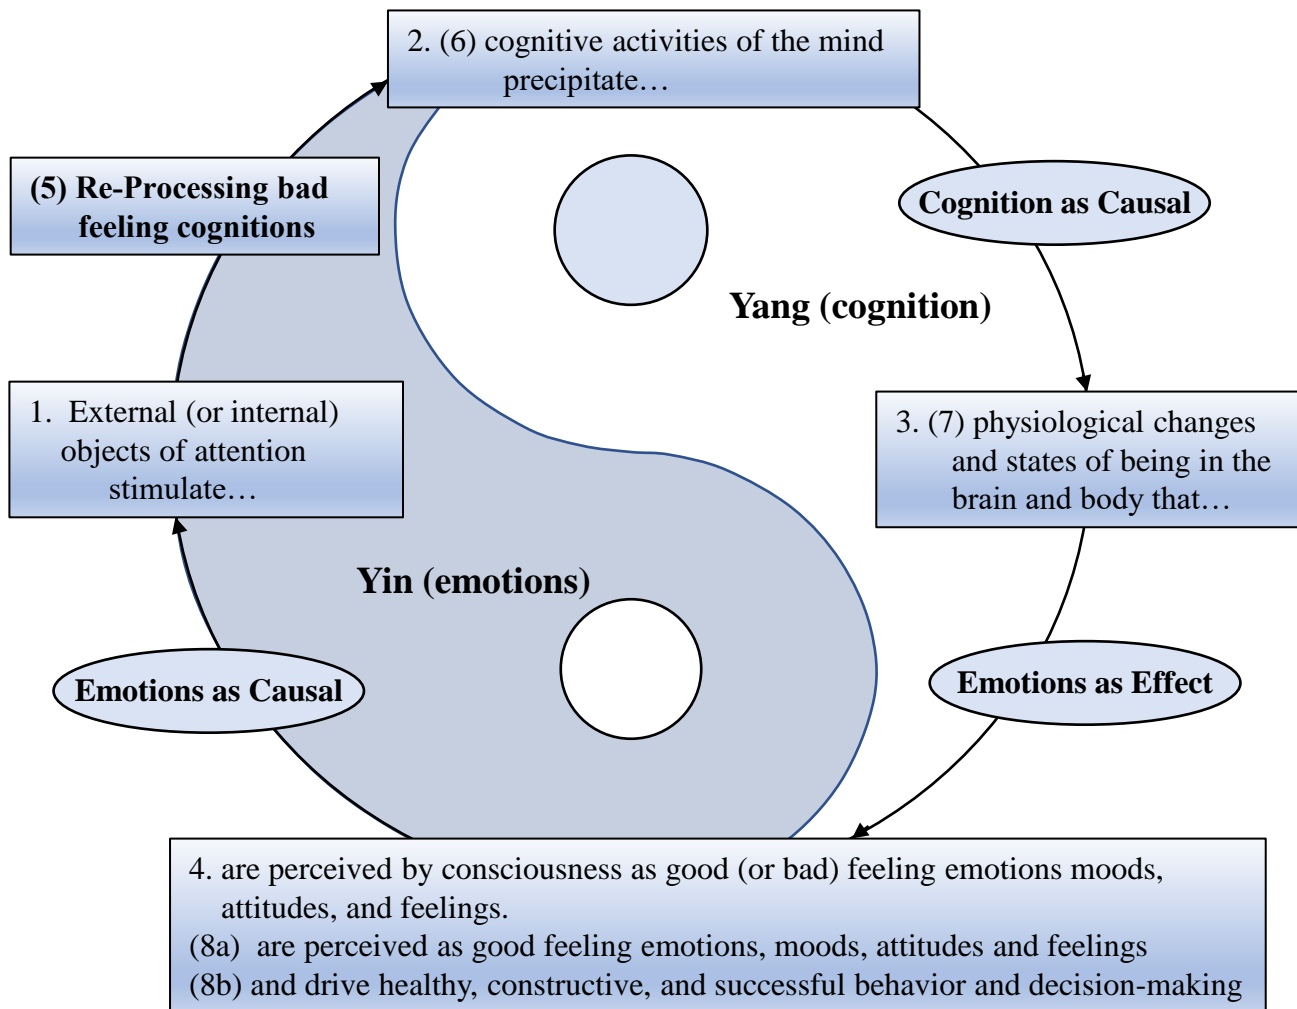 2. (6) cognitive activities of the mind
precipitate…
(5) Re-Processing bad
feeling cognitions
Cognition as Causal
Yang (cognition)
1. External (or internal)
objects of attention
stimulate…
3. (7) physiological changes
and states of being in the
brain and body that…
Yin (emotions)
Emotions as Causal
Emotions as Effect
4. are perceived by consciousness as good (or bad) feeling emotions moods,
attitudes, and feelings.
(8a) are perceived as good feeling emotions, moods, attitudes and feelings
(8b) and drive healthy, constructive, and successful behavior and decision-making